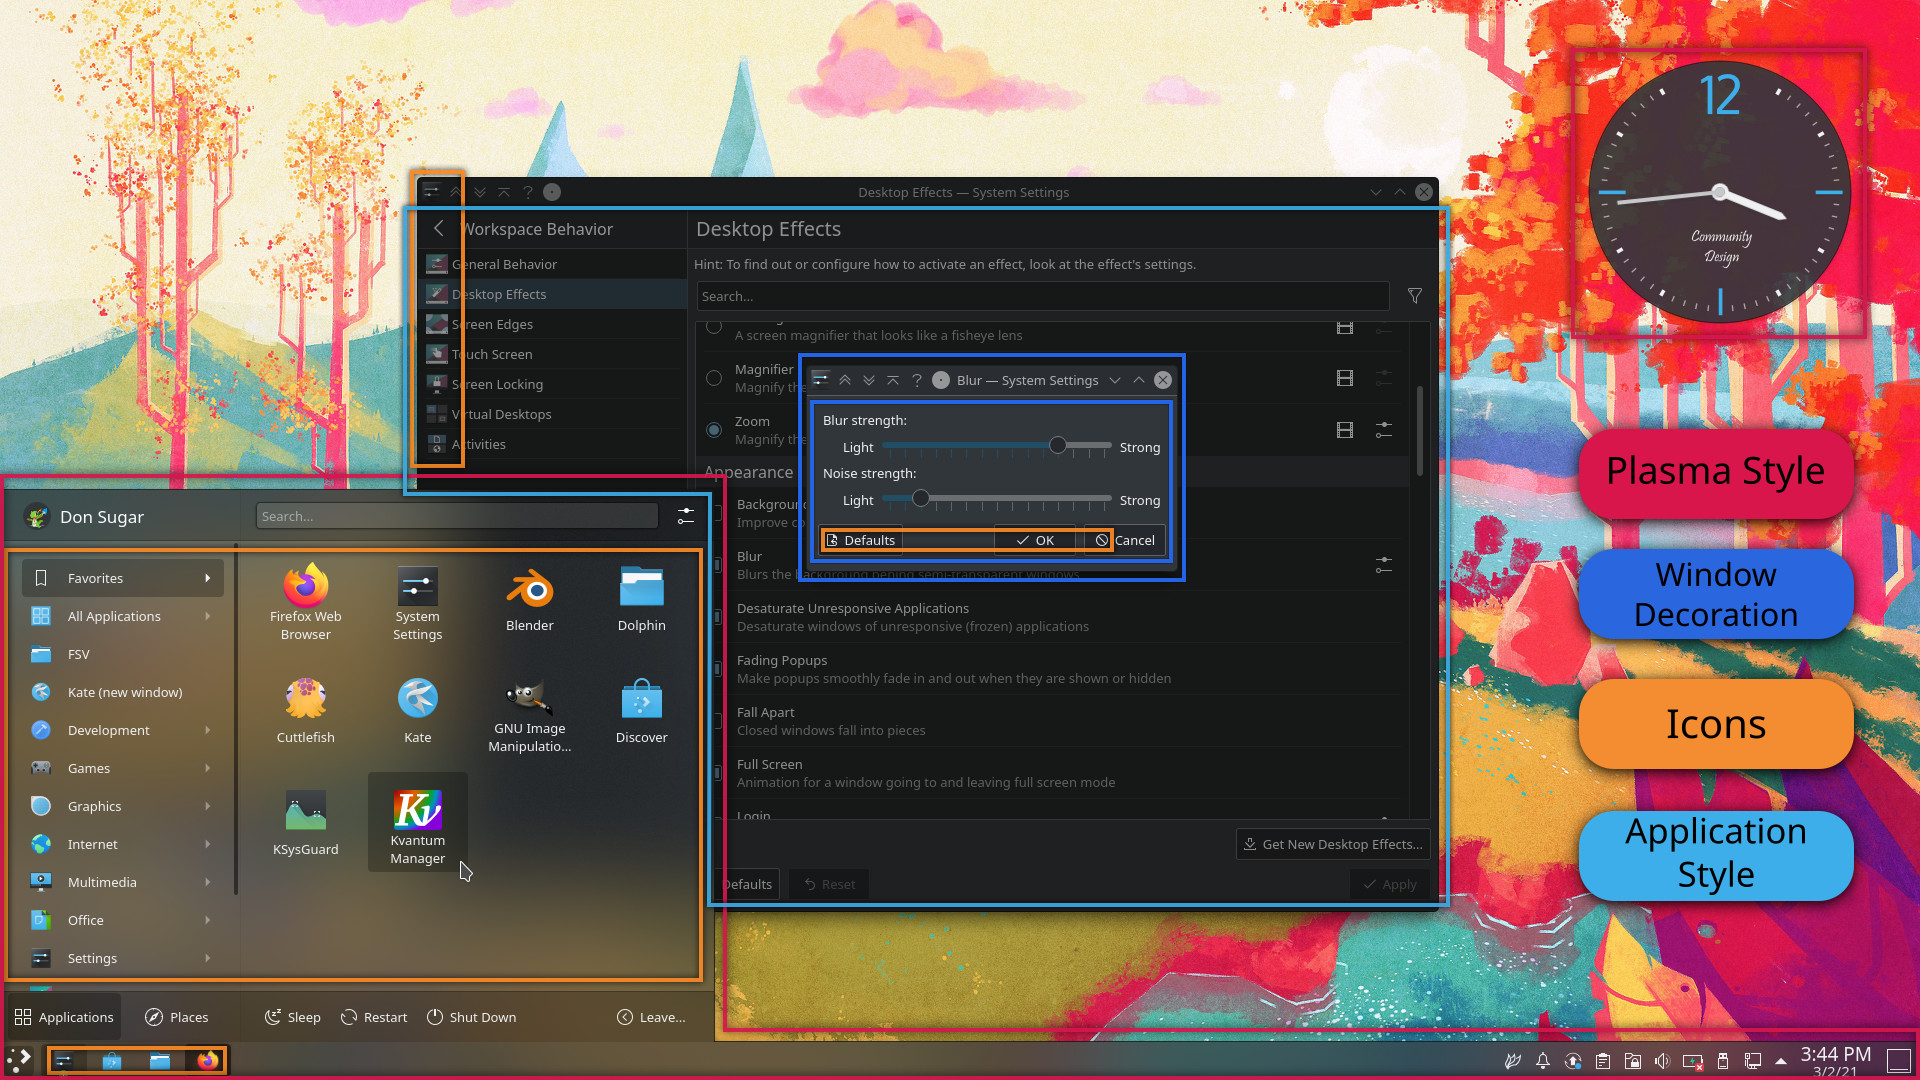 12
Community
Design
Desktop Effects — System Settings
Workspace Behavior
Desktop Effects
General Behavior
Desktop Effects
Screen Edges
Touch Screen
Screen Locking
Virtual Desktops
Activities
Hint: To find out or configure how to activate an effect, look at the effect's settings.
Search...
A screen magnifier that looks like a fisheye lens
Magnifier
Magnify the
Zoom
Magnify the
Appearance
Background
Improve co
Blur
Blurs the background behind semi-transparent windows
Desaturate Unresponsive Applications
Desaturate windows of unresponsive (frozen) applications
Fading Popups
Make popups smoothly fade in and out when they are shown or hidden
Fall Apart
Closed windows fall into pieces
Full Screen
Animation for a window going to and leaving full screen mode
Login
Get New Desktop Effects...
Defaults
Reset
Apply
Blur — System Settings
Blur strength:
Light Strong
Noise strength:
Light Strong
Defaults
OK
Cancel
Plasma Style
Window
Decoration
Icons
Application
Style
Don Sugar
Search...
Favorites
All Applications
FSV
Kate (new window)
Development
Games
Graphics
Internet
Multimedia
Office
Settings
Firefox Web
Browser
System
Settings
Blender
Dolphin
Cuttlefish
Kate
GNU Image
Manipulatio...
Discover
KSysGuard
Kv
Kvantum
Manager
Applications
Places
Sleep
Restart
Shut Down
Leave...
3:44 PM
3/2/21